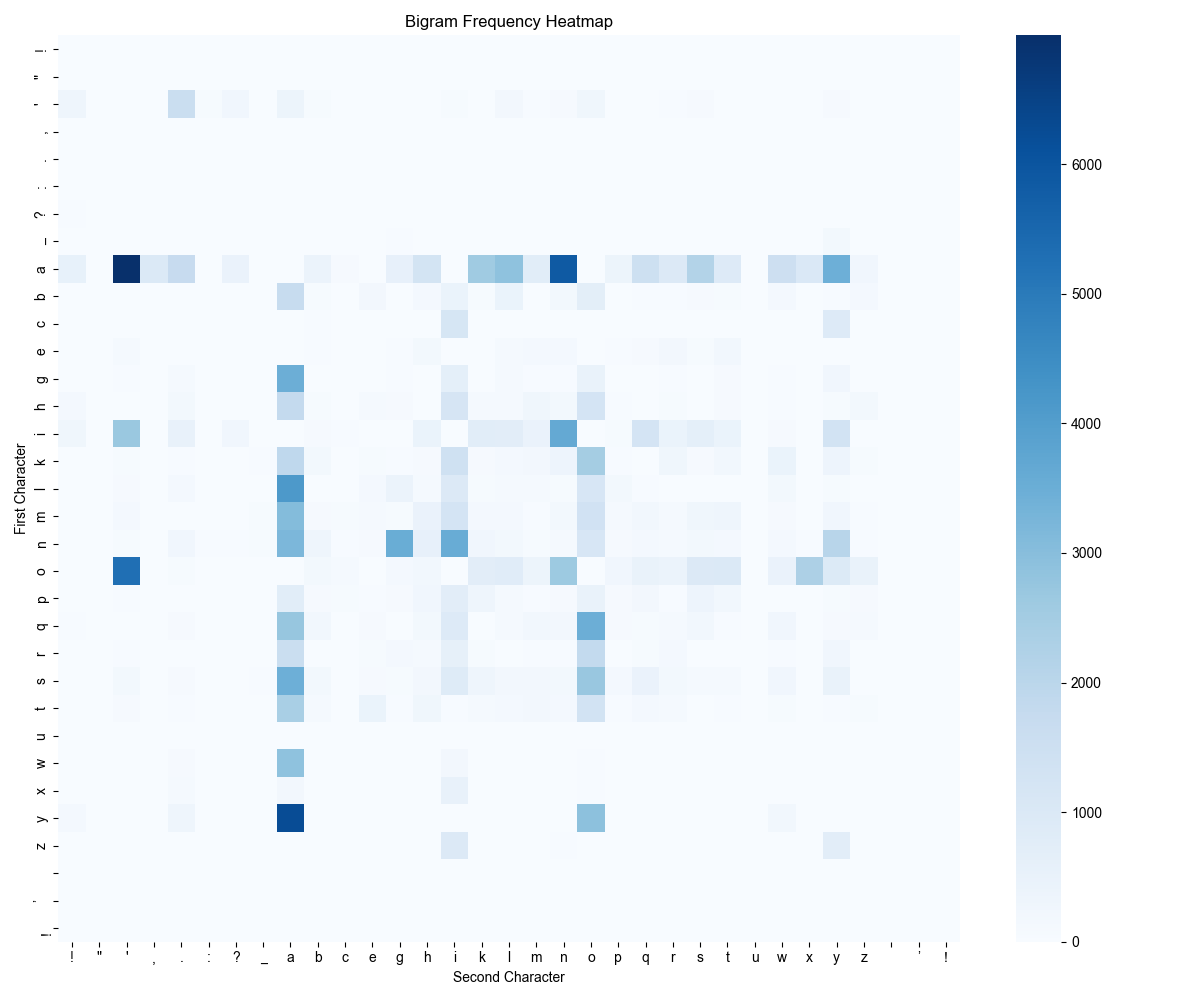 Bigram Frequency Heatmap
First Character
! " ' , . : ? _ a b c e g h i k l m n o p q r s t u w x y z ’ !
! " ' , . : ? _ a b c e g h i k l m n o p q r s t u w x y z ’ !
Second Character
6000
5000
4000
3000
2000
1000
0